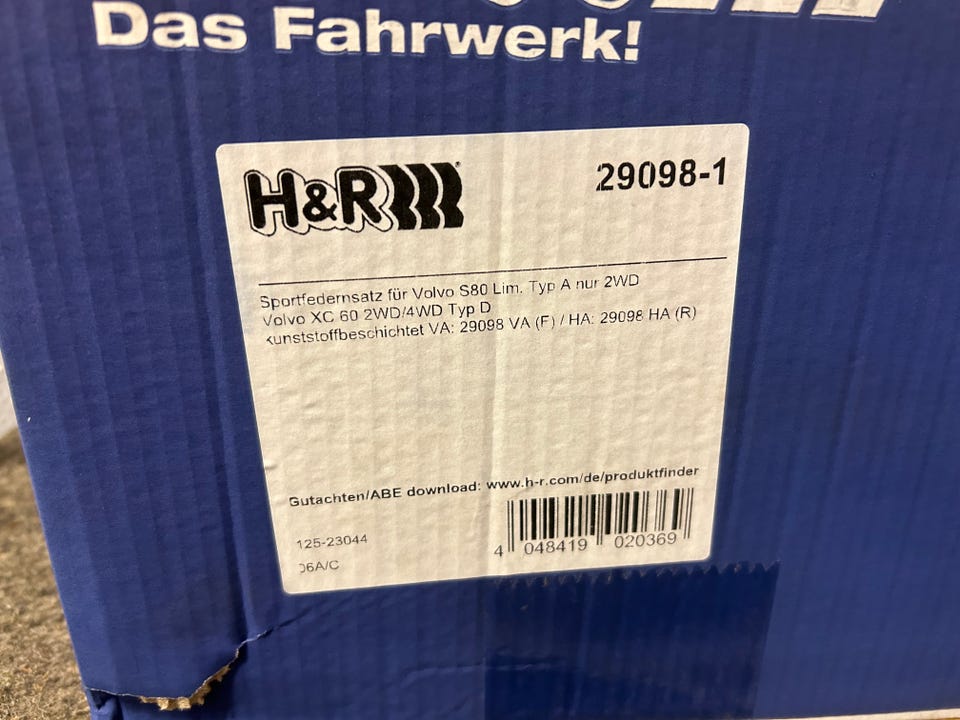 Das Fahrwerk!
H&R
29098-1
Sportfedernsatz für Volvo S80 Lim. Typ A nur 2WD
Volvo XC 60 2WD/4WD Typ D
kunststoffbeschichtet VA: 29098 VA (F) / HA: 29098 HA (R)
Gutachten/ABE download: www.h-r.com/de/produktfinder
125-23044
06A/C
4 048419 020369